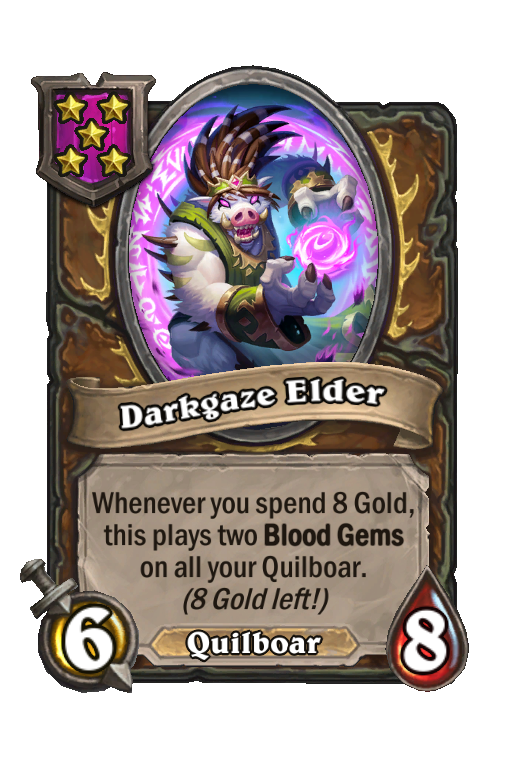 Darkgaze Elder
Whenever you spend 8 Gold,
this plays two Blood Gems
on all your Quilboar.
(8 Gold left!)
6
Quilboar
8